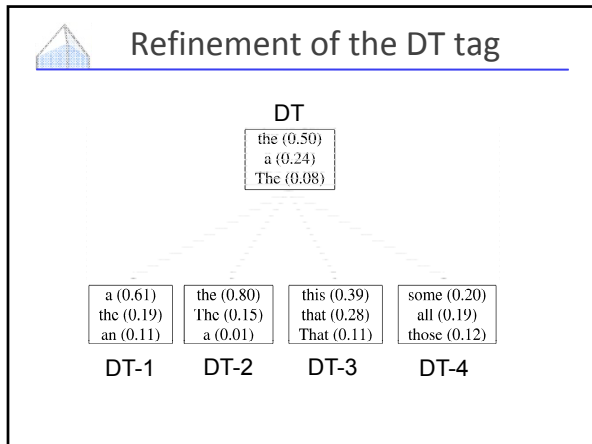 Refinement of the DT tag
DT
the (0.50)
a (0.24)
The (0.08)
a (0.61)
the (0.19)
an (0.11)
the (0.80)
The (0.15)
a (0.01)
this (0.39)
that (0.28)
That (0.11)
some (0.20)
all (0.19)
those (0.12)
DT-1
DT-2
DT-3
DT-4